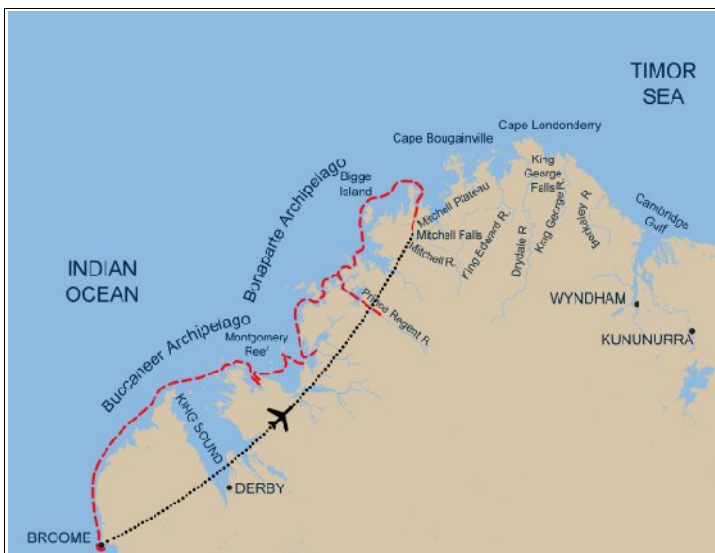 TIMOR
SEA
Cape Londonderry
Cape Bougainville
King
George
Falls
Bigge
Island
Bonaparte Archipelago
Mitchell Plateau
Mitchell Falls
Mitchell R.
King Edward R.
Drydale R
King George R.
Berkeley R
Cambridge
Gulf
INDIAN
OCEAN
WYNDHAM
KUNUNURRA
Prince Regent R.
Buccaneer Archipelago
Montgomery
Reef
KING SOUND
DERBY
BROOME